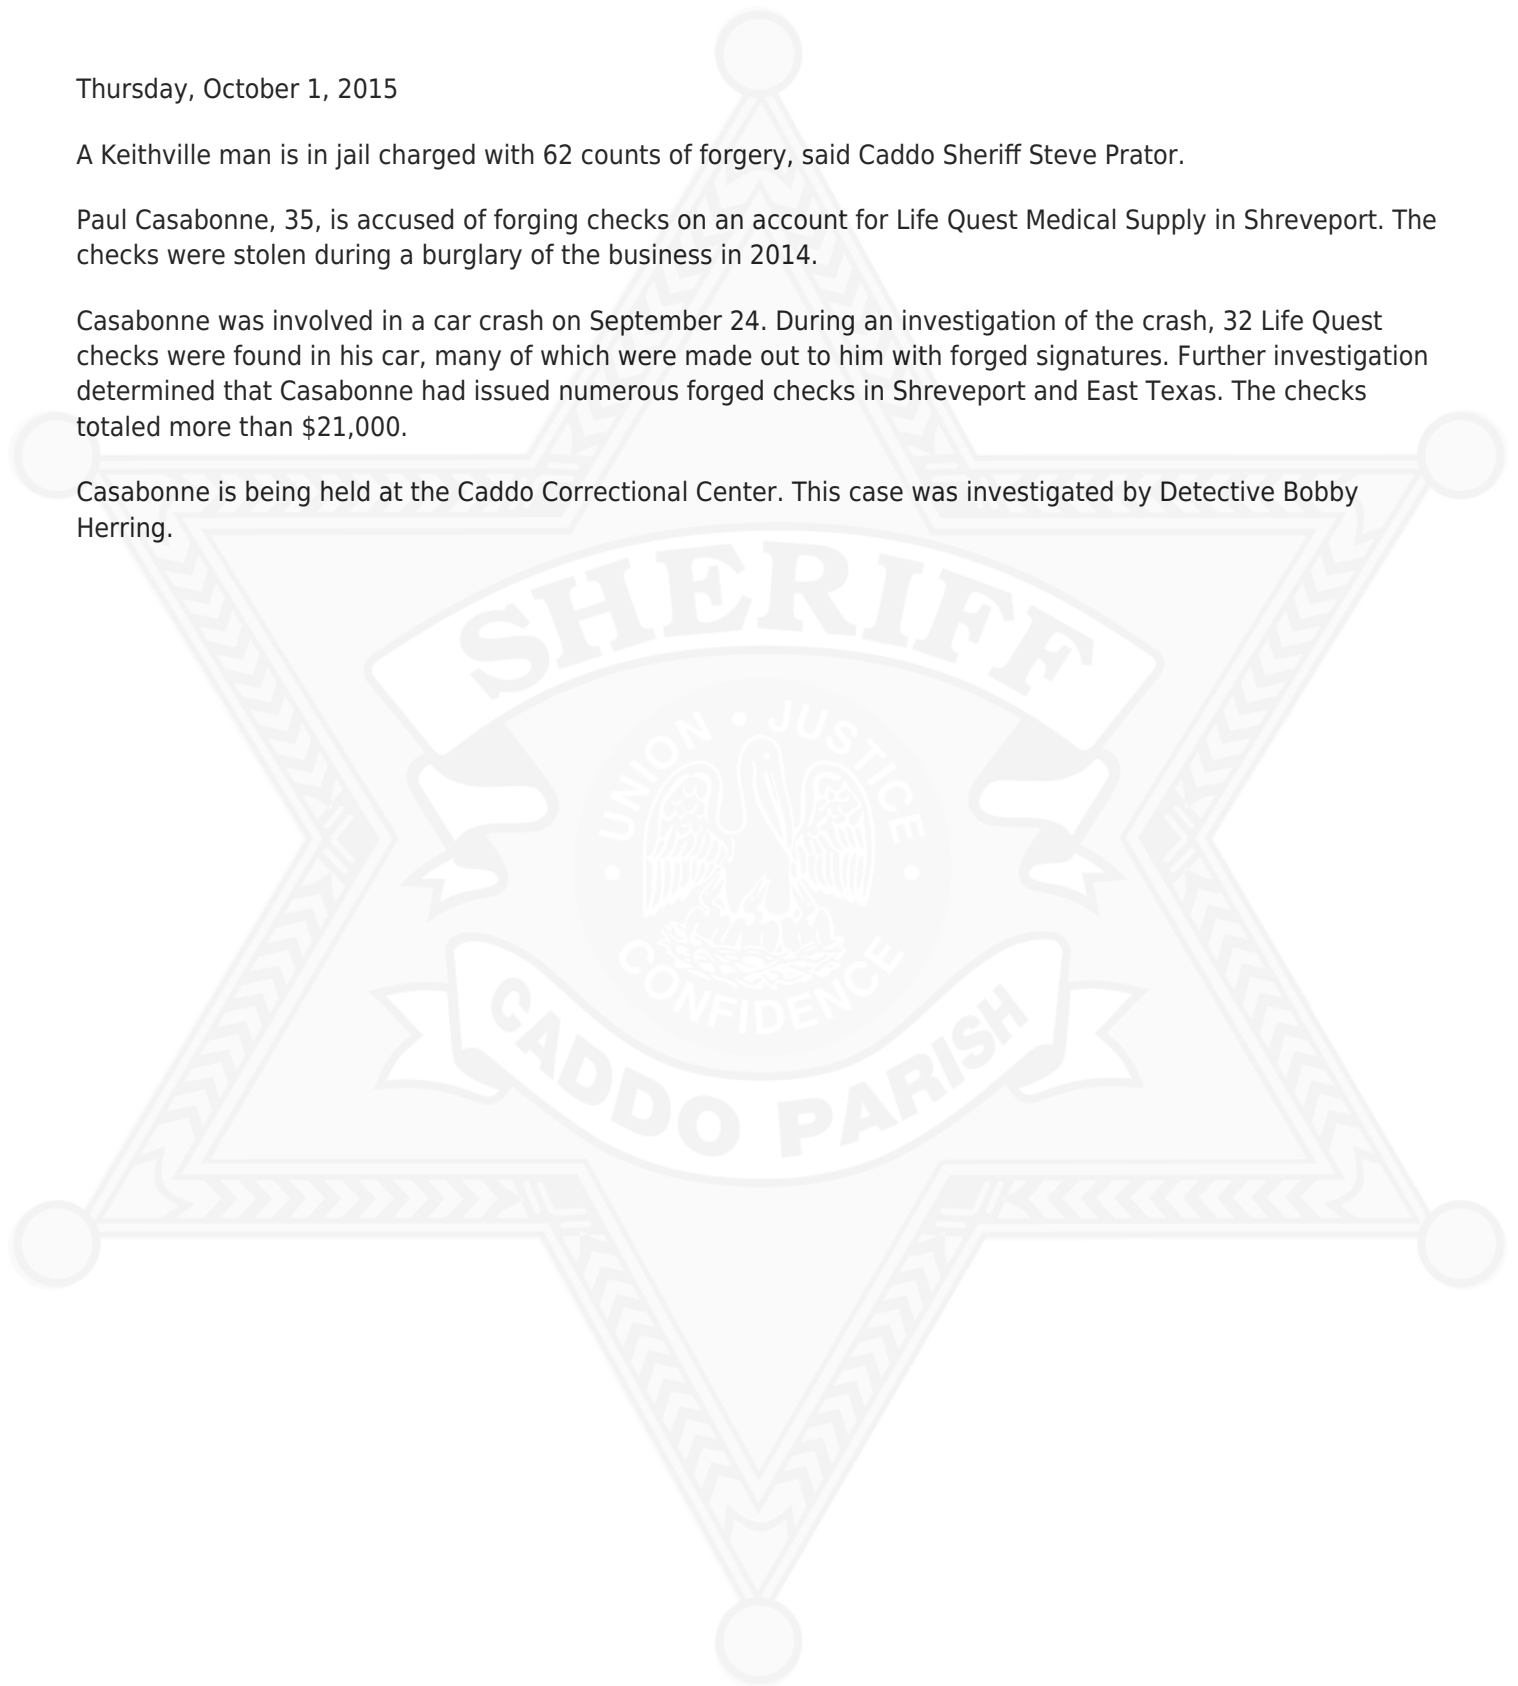 Thursday, October 1, 2015
A Keithville man is in jail charged with 62 counts of forgery, said Caddo Sheriff Steve Prator.
Paul Casabonne, 35, is accused of forging checks on an account for Life Quest Medical Supply in Shreveport. The
checks were stolen during a burglary of the business in 2014.
Casabonne was involved in a car crash on September 24. During an investigation of the crash, 32 Life Quest
checks were found in his car, many of which were made out to him with forged signatures. Further investigation
determined that Casabonne had issued numerous forged checks in Shreveport and East Texas. The checks
totaled more than $21,000.
Casabonne is being held at the Caddo Correctional Center. This case was investigated by Detective Bobby
Herring.
SHERIFF
UNION • JUSTICE
• CONFIDENCE •
CADDO PARISH